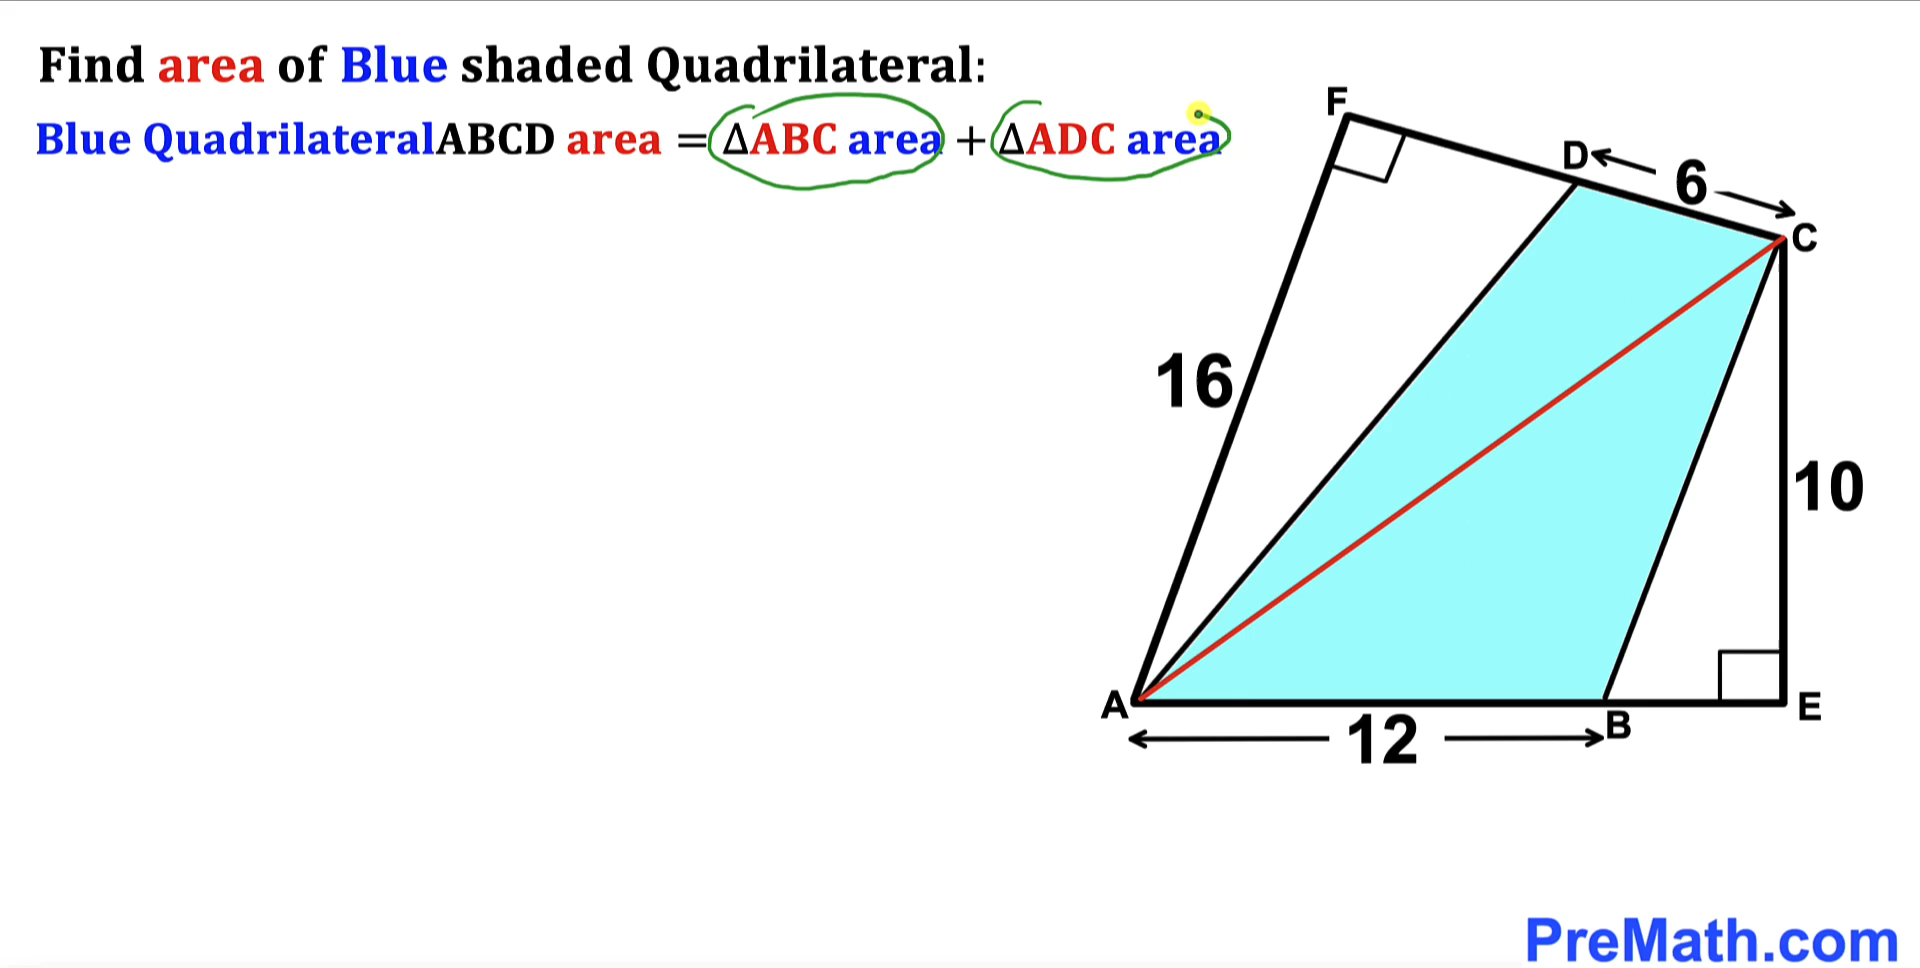 Find area of Blue shaded Quadrilateral:
Blue QuadrilateralABCD area = ΔABC area + ΔADC area
F
D
6
C
16
10
A
B
E
12
PreMath.com